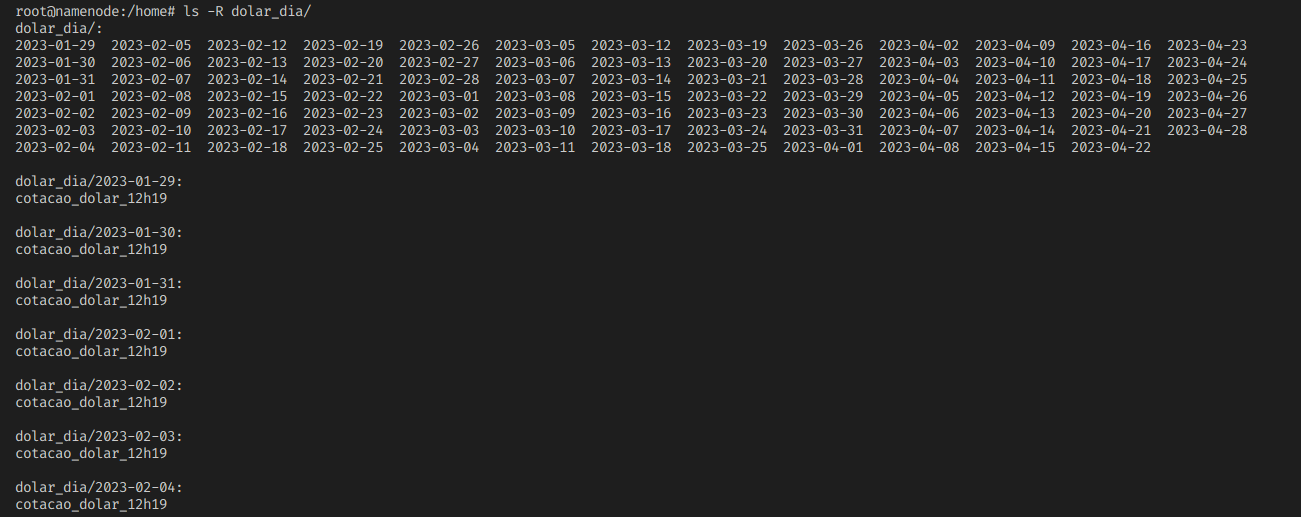 root@namenode:/home# ls -R dolar_dia/
dolar_dia/:
2023-01-29  2023-02-05  2023-02-12  2023-02-19  2023-02-26  2023-03-05  2023-03-12  2023-03-19  2023-03-26  2023-04-02  2023-04-09  2023-04-16  2023-04-23
2023-01-30  2023-02-06  2023-02-13  2023-02-20  2023-02-27  2023-03-06  2023-03-13  2023-03-20  2023-03-27  2023-04-03  2023-04-10  2023-04-17  2023-04-24
2023-01-31  2023-02-07  2023-02-14  2023-02-21  2023-02-28  2023-03-07  2023-03-14  2023-03-21  2023-03-28  2023-04-04  2023-04-11  2023-04-18  2023-04-25
2023-02-01  2023-02-08  2023-02-15  2023-02-22  2023-03-01  2023-03-08  2023-03-15  2023-03-22  2023-03-29  2023-04-05  2023-04-12  2023-04-19  2023-04-26
2023-02-02  2023-02-09  2023-02-16  2023-02-23  2023-03-02  2023-03-09  2023-03-16  2023-03-23  2023-03-30  2023-04-06  2023-04-13  2023-04-20  2023-04-27
2023-02-03  2023-02-10  2023-02-17  2023-02-24  2023-03-03  2023-03-10  2023-03-17  2023-03-24  2023-03-31  2023-04-07  2023-04-14  2023-04-21  2023-04-28
2023-02-04  2023-02-11  2023-02-18  2023-02-25  2023-03-04  2023-03-11  2023-03-18  2023-03-25  2023-04-01  2023-04-08  2023-04-15  2023-04-22
dolar_dia/2023-01-29:
cotacao_dolar_12h19
dolar_dia/2023-01-30:
cotacao_dolar_12h19
dolar_dia/2023-01-31:
cotacao_dolar_12h19
dolar_dia/2023-02-01:
cotacao_dolar_12h19
dolar_dia/2023-02-02:
cotacao_dolar_12h19
dolar_dia/2023-02-03:
cotacao_dolar_12h19
dolar_dia/2023-02-04:
cotacao_dolar_12h19